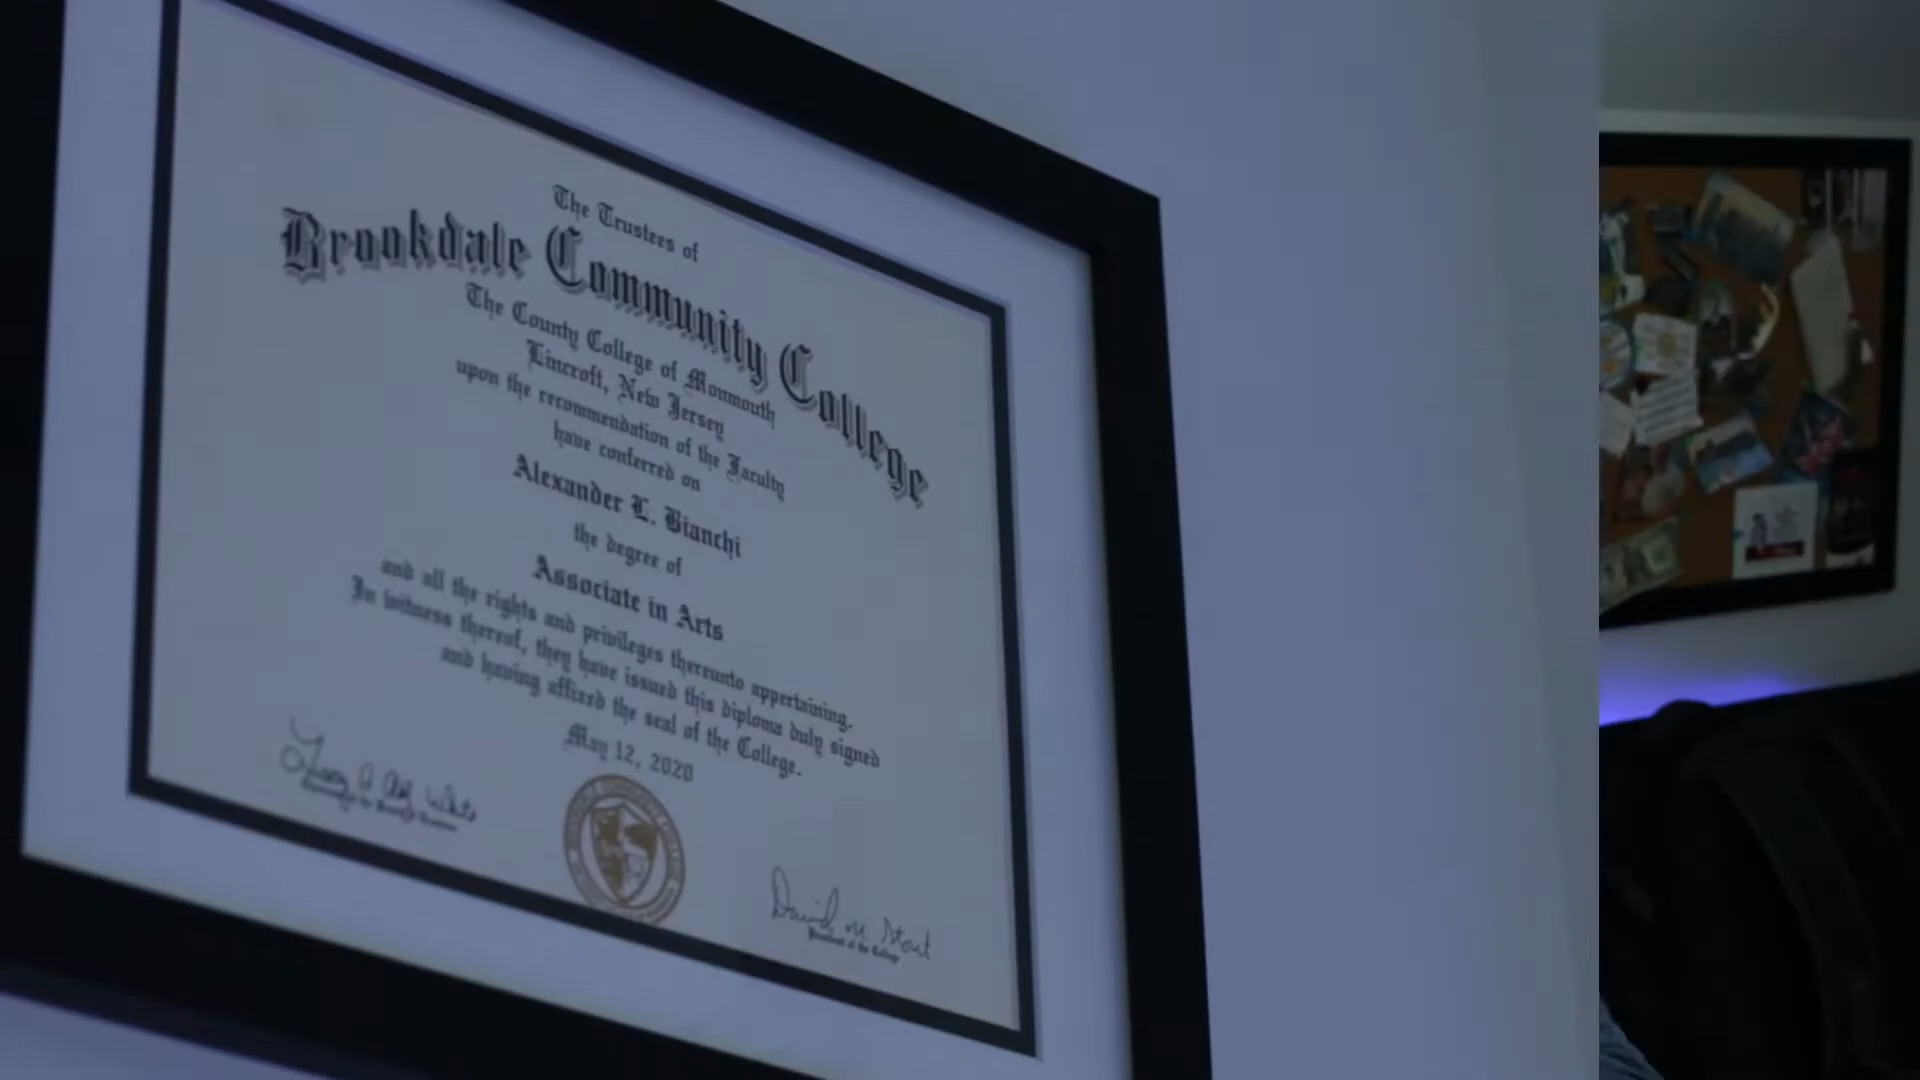 The Trustees of
Brookdale Community College
The County College of Monmouth
Lincroft, New Jersey
upon the recommendation of the Faculty
have conferred on
Alexander L. Bianchi
the degree of
Associate in Arts
and all the rights and privileges thereunto appertaining.
In witness thereof, they have issued this diploma duly signed
and having affixed the seal of the College.
May 12, 2020
David M Stout
President of the College